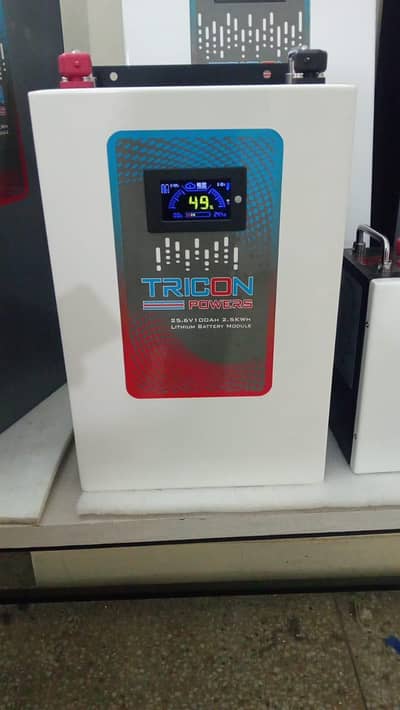 49%
TRICON
POWERS
25.6V100AH 2.5KWH
LITHIUM BATTERY MODULE